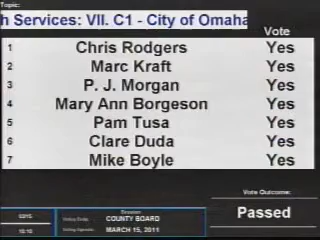 Topic:
h Services: VII. C1 - City of Omaha
Vote
1 Chris Rodgers Yes
2 Marc Kraft Yes
3 P. J. Morgan Yes
4 Mary Ann Borgeson Yes
5 Pam Tusa Yes
6 Clare Duda Yes
7 Mike Boyle Yes
Vote Outcome:
Passed
Session
COUNTY BOARD
MARCH 15, 2011